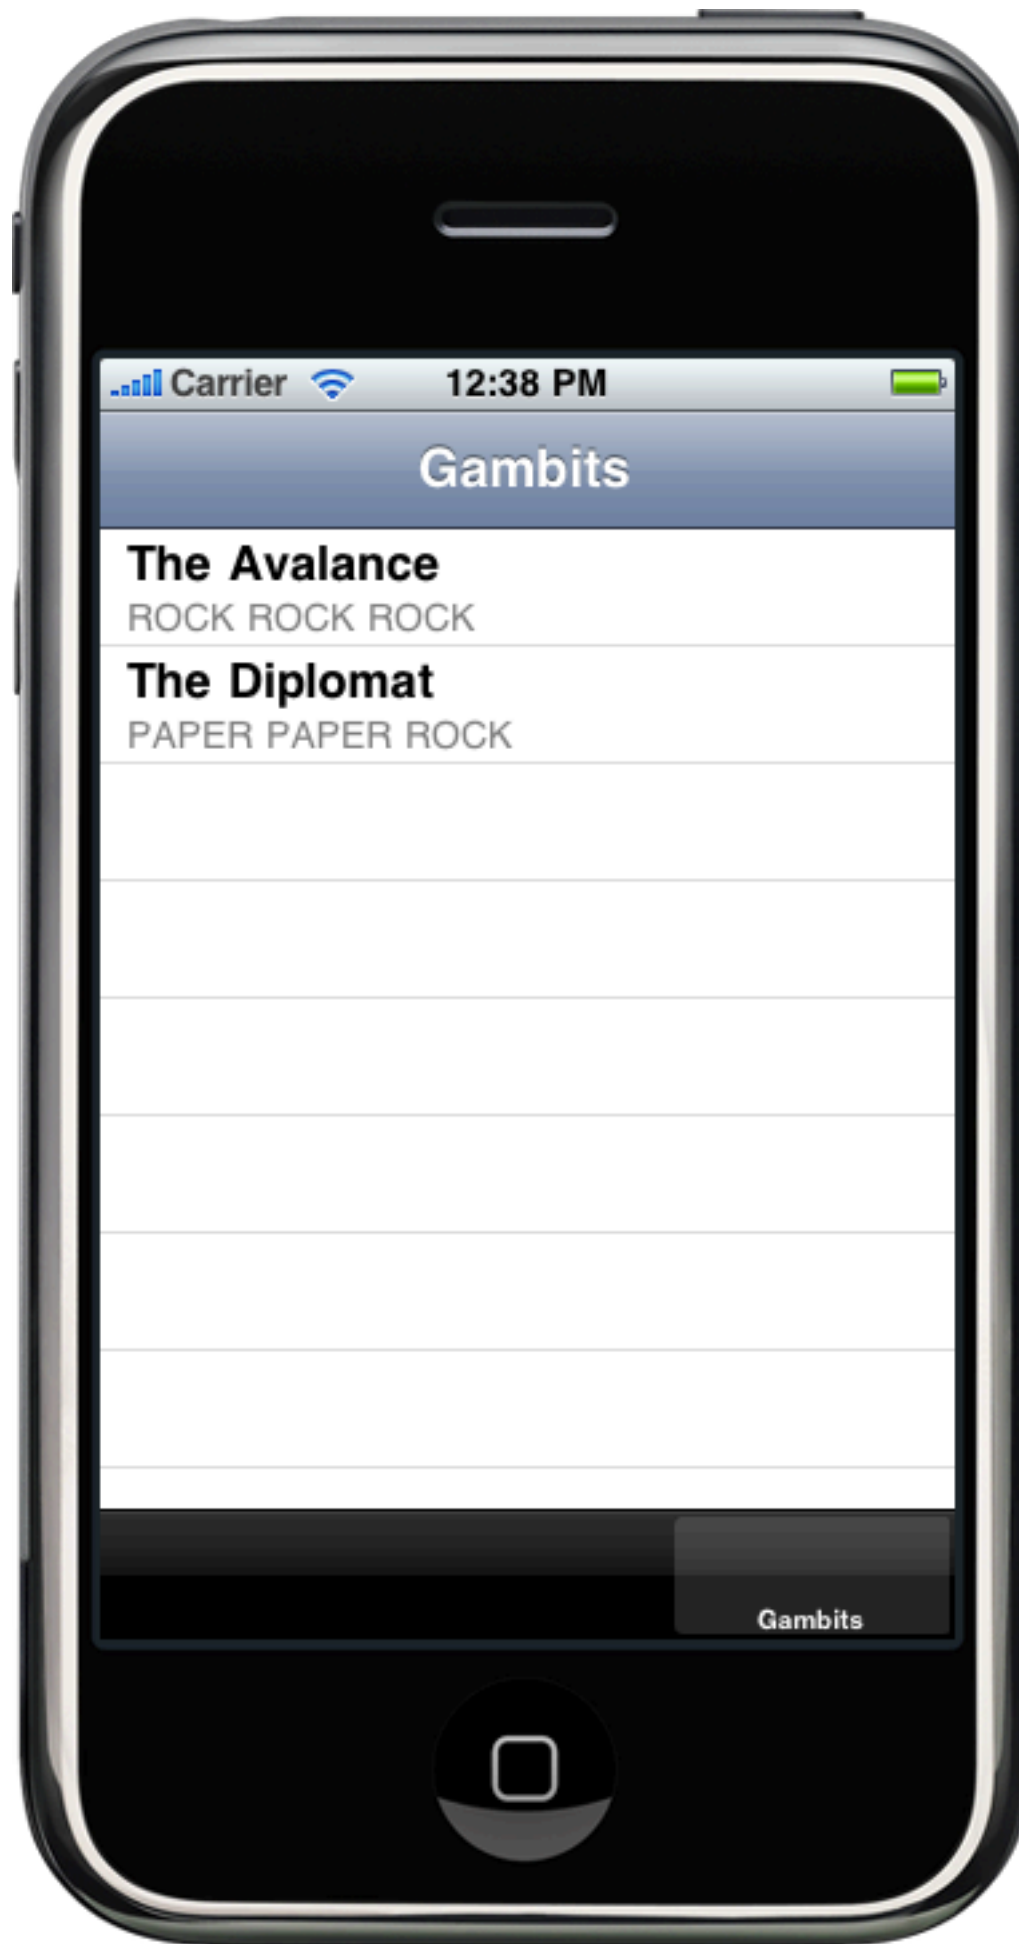 Carrier 12:38 PM
Gambits
The Avalance
ROCK ROCK ROCK
The Diplomat
PAPER PAPER ROCK
Gambits